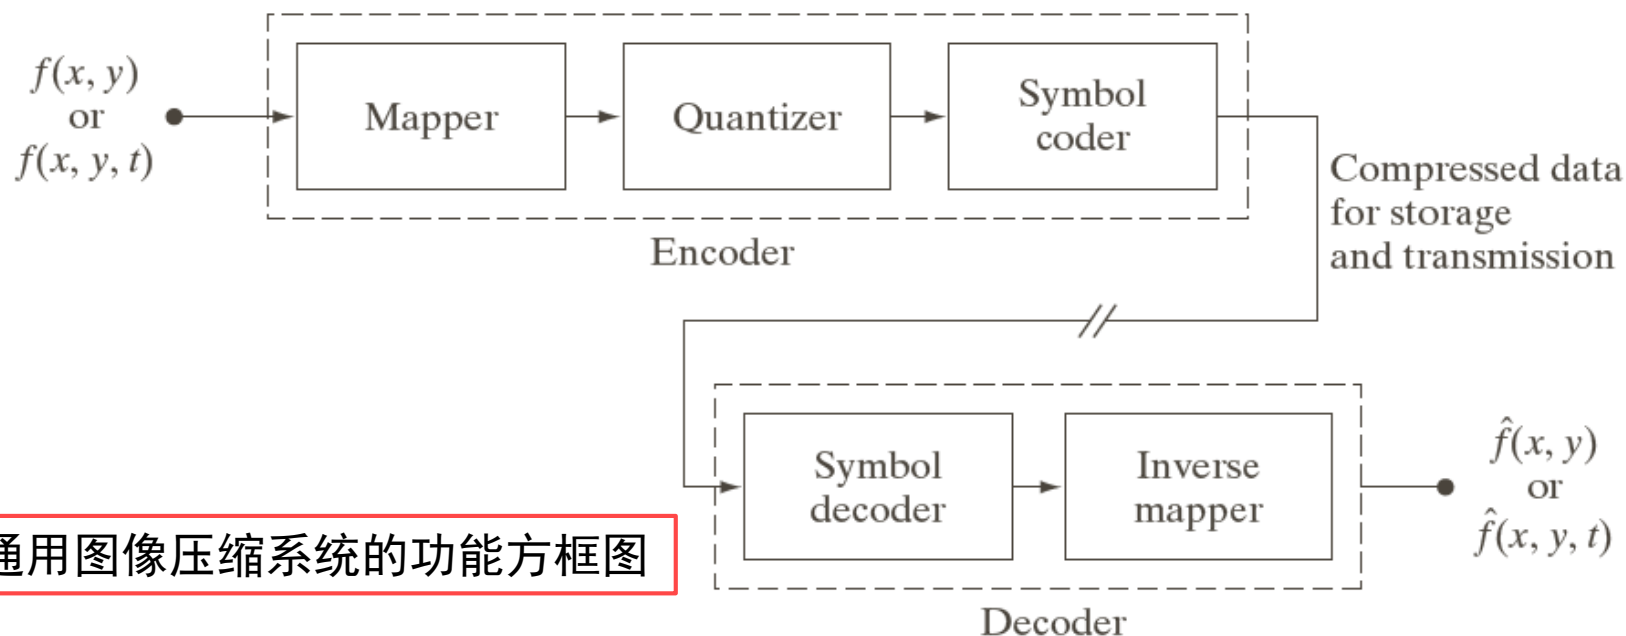 f(x, y)
or
f(x, y, t)
Mapper
Quantizer
Symbol
coder
Encoder
Compressed data
for storage
and transmission
Symbol
decoder
Inverse
mapper
Decoder
f̂(x, y)
or
f̂(x, y, t)
通用图像压缩系统的功能方框图